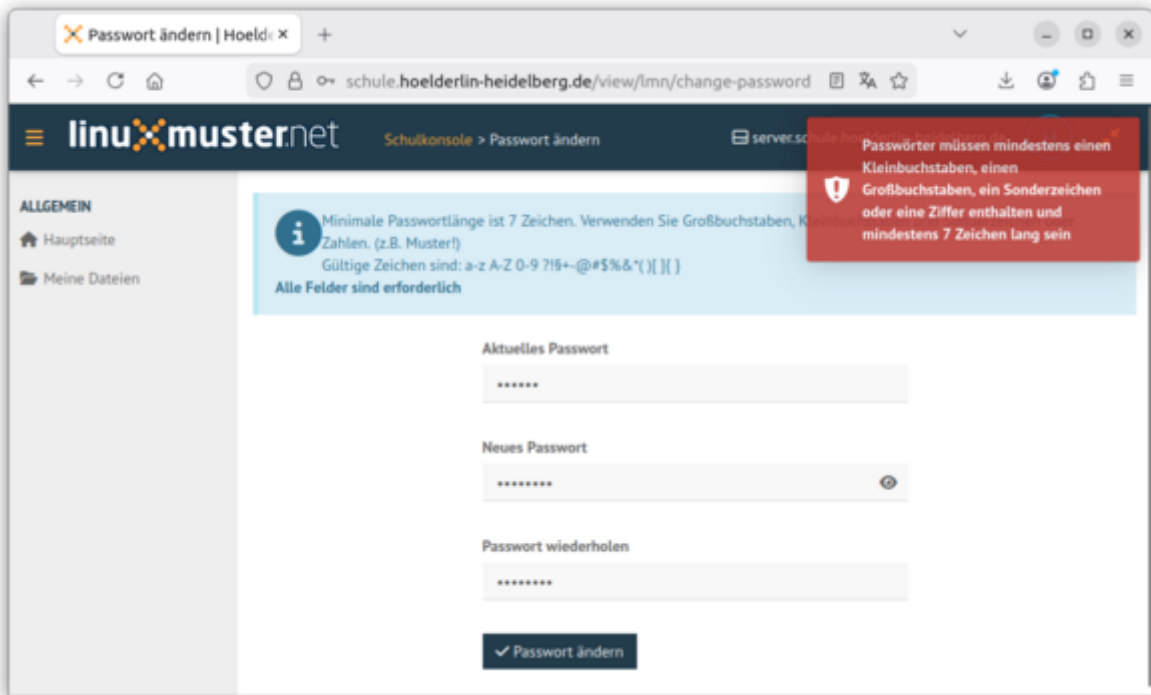 Passwort ändern | Hoeld
schule.hoelderlin-heidelberg.de/view/lmn/change-password
linuxmusternet
Schulkonsole > Passwort ändern
server.sc
Passwörter müssen mindestens einen
Kleinbuchstaben, einen
Großbuchstaben, ein Sonderzeichen
oder eine Ziffer enthalten und
mindestens 7 Zeichen lang sein
ALLGEMEIN
Hauptseite
Meine Dateien
Minimale Passwortlänge ist 7 Zeichen. Verwenden Sie Großbuchstaben,
Zahlen. (z.B. Muster!)
Gültige Zeichen sind: a-z A-Z 0-9 ?!§+-@#$%&*( )[ ]{ }
Alle Felder sind erforderlich
Aktuelles Passwort
••••••
Neues Passwort
••••••••
Passwort wiederholen
••••••••
Passwort ändern